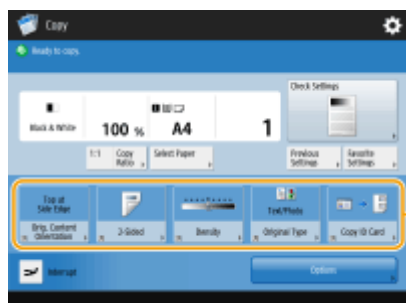 Copy
Ready to copy.
Check Settings
Black & White
100 %
A4
1
1:1
Copy Ratio
Select Paper
Previous Settings
Favorite Settings
Top at Side Edge
Text/Photo
Orig. Content Orientation
2-Sided
Density
Original Type
Copy ID Card
Interrupt
Options